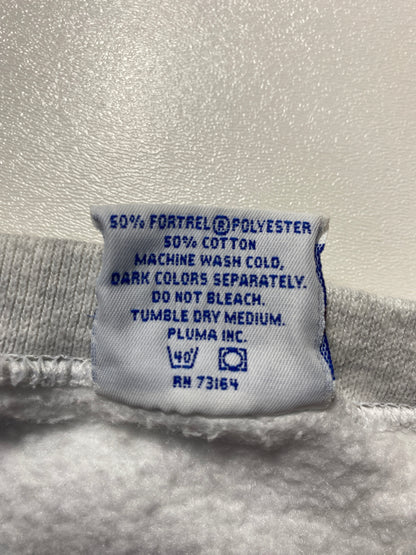 50% FORTREL®POLYESTER
50% COTTON
MACHINE WASH COLD,
DARK COLORS SEPARATELY.
DO NOT BLEACH.
TUMBLE DRY MEDIUM.
PLUMA INC.
40°
RN 73164